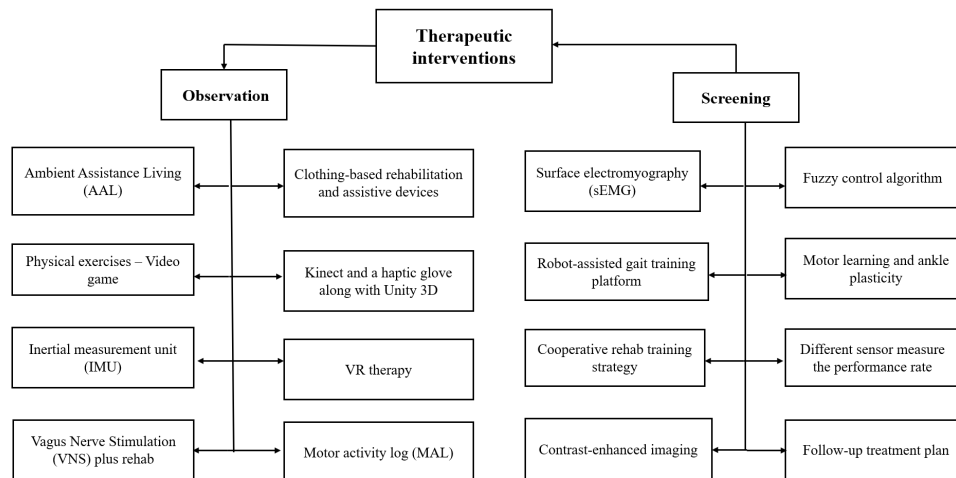 Therapeutic
interventions
Observation
Screening
Ambient Assistance Living
(AAL)
Clothing-based rehabilitation
and assistive devices
Physical exercises – Video
game
Kinect and a haptic glove
along with Unity 3D
Inertial measurement unit
(IMU)
VR therapy
Vagus Nerve Stimulation
(VNS) plus rehab
Motor activity log (MAL)
Surface electromyography
(sEMG)
Fuzzy control algorithm
Robot-assisted gait training
platform
Motor learning and ankle
plasticity
Cooperative rehab training
strategy
Different sensor measure
the performance rate
Contrast-enhanced imaging
Follow-up treatment plan